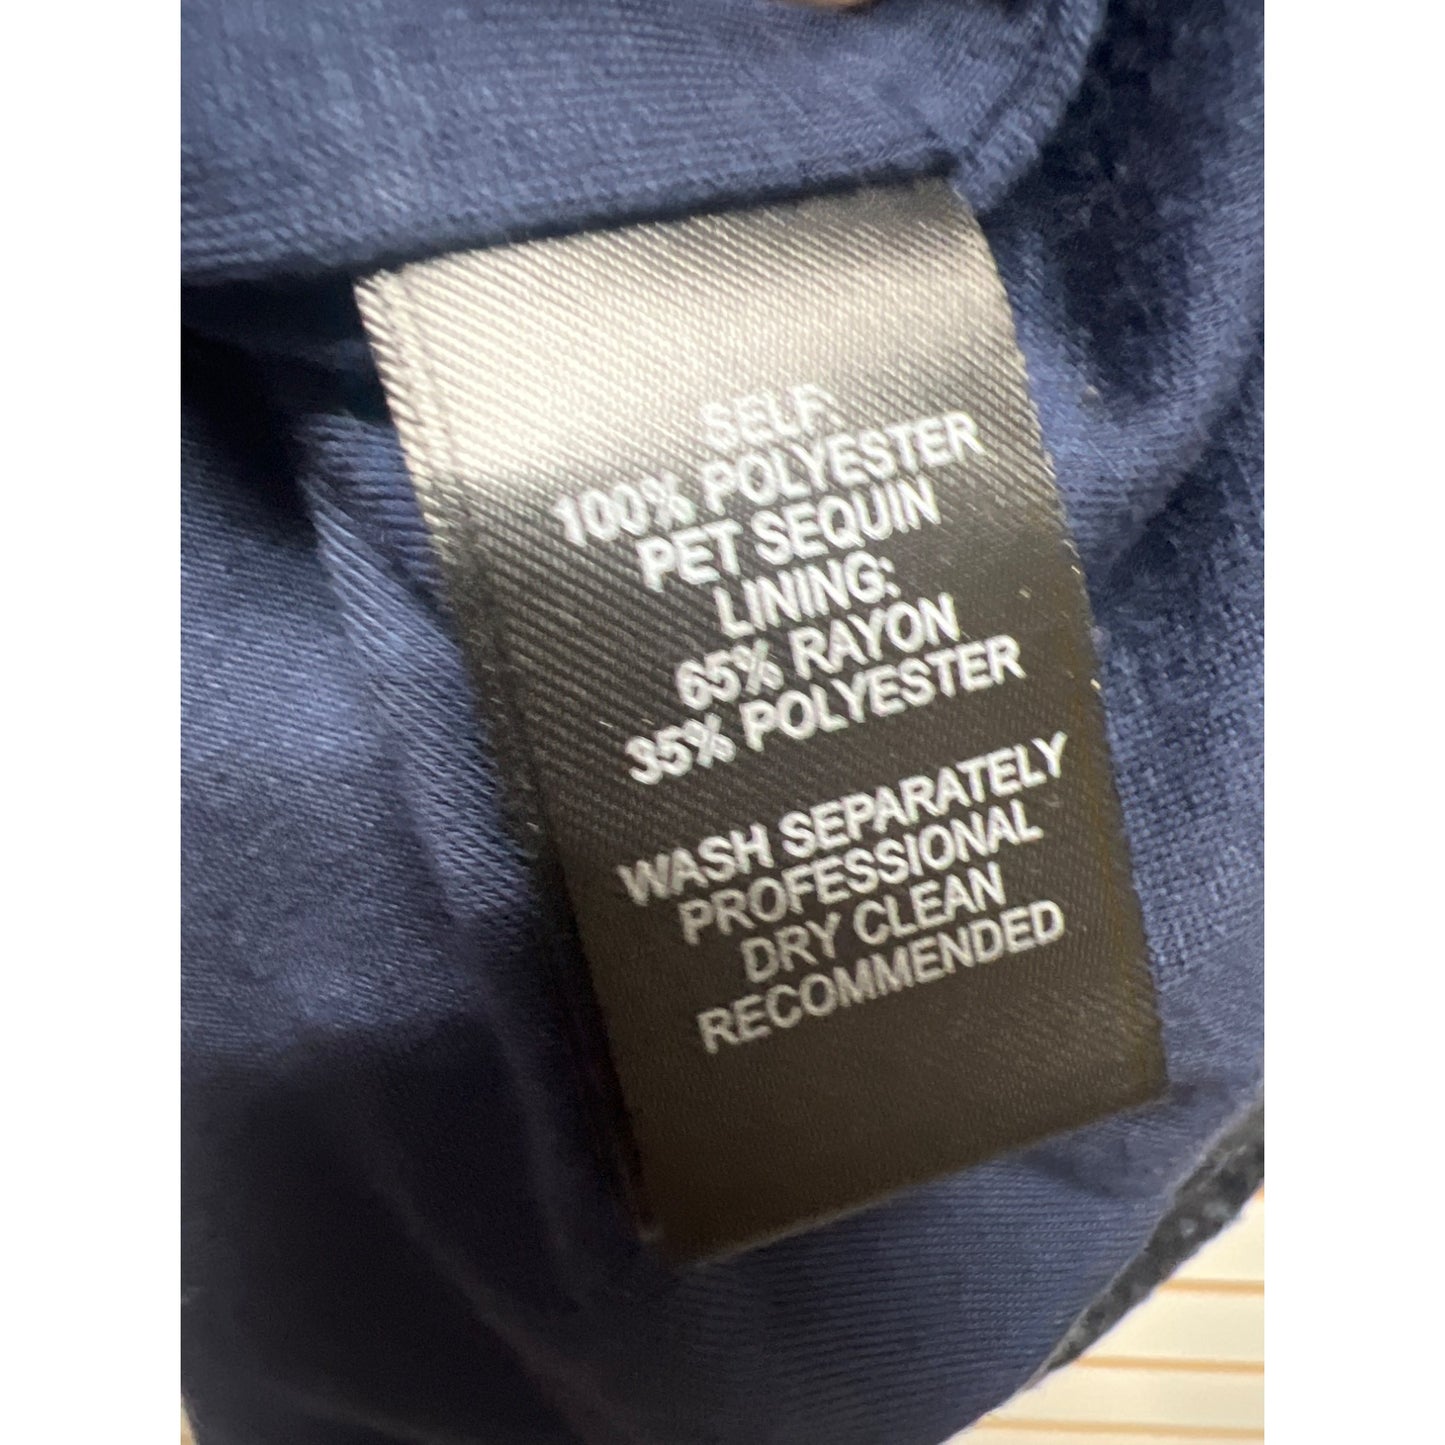 SELF:
100% POLYESTER
PET SEQUIN
LINING:
65% RAYON
35% POLYESTER
WASH SEPARATELY
PROFESSIONAL
DRY CLEAN
RECOMMENDED